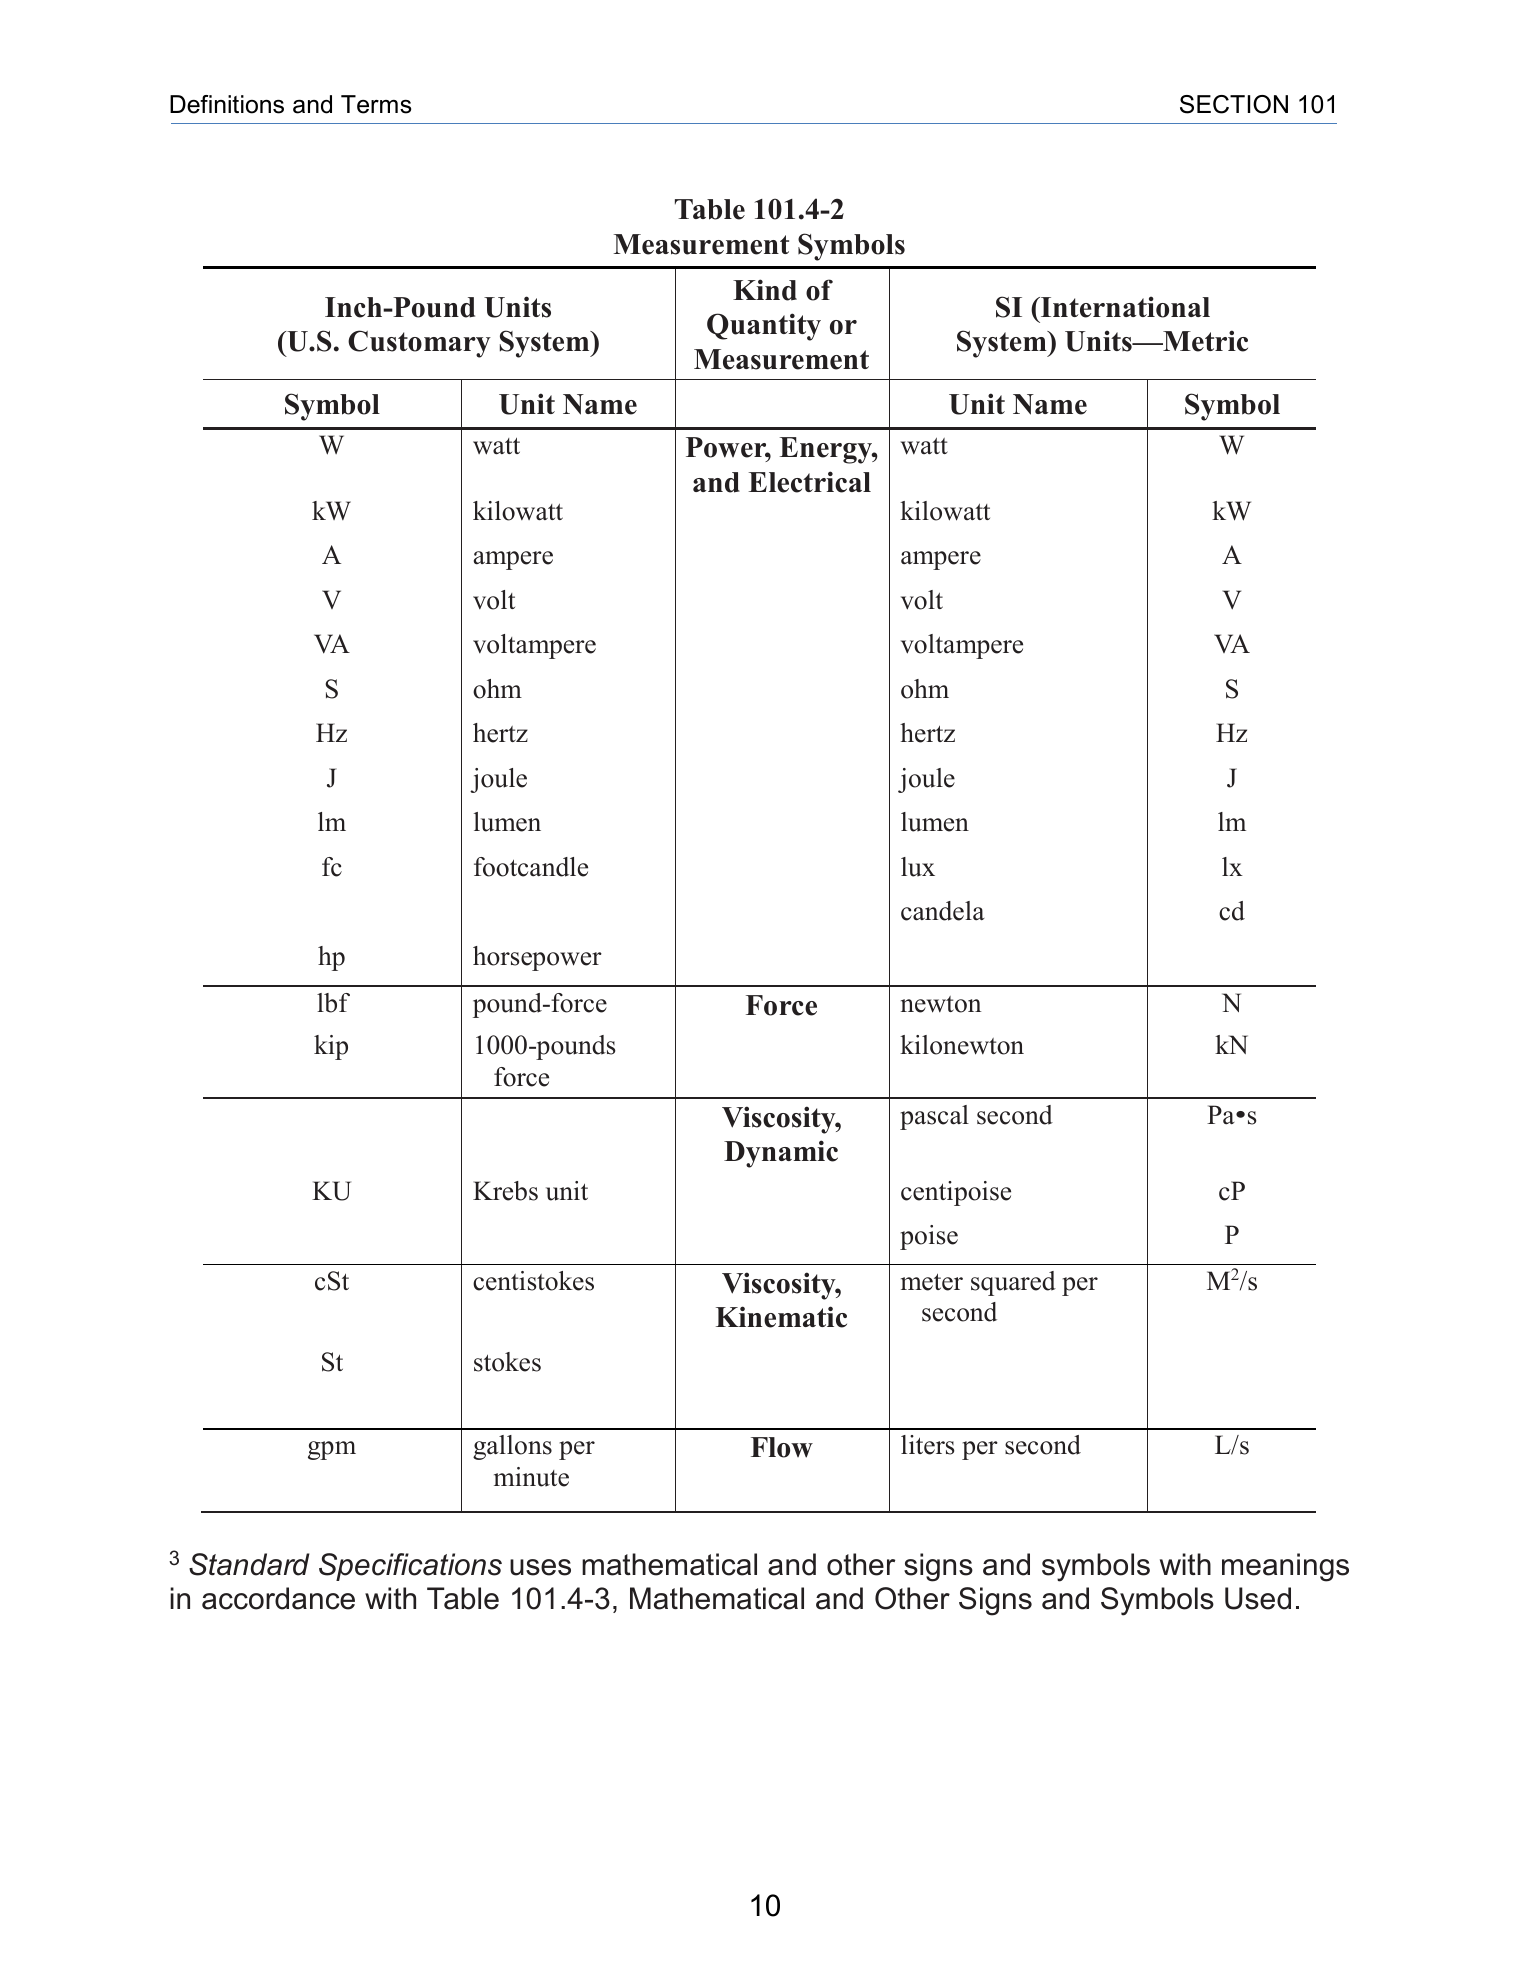 Definitions and Terms SECTION 101
Table 101.4-2
Measurement Symbols
Inch-Pound Units
(U.S. Customary System)
Kind of
Quantity or
Measurement
SI (International
System) Units—Metric
Symbol Unit Name Unit Name Symbol
W watt Power, Energy, watt W
and Electrical
kW kilowatt kilowatt kW
A ampere ampere A
V volt volt V
VA voltampere voltampere VA
S ohm ohm S
Hz hertz hertz Hz
J joule joule J
lm lumen lumen lm
fc footcandle lux lx
candela cd
hp horsepower
lbf pound-force Force newton N
kip 1000-pounds kilonewton kN
force
Viscosity, pascal second Pa•s
Dynamic
KU Krebs unit centipoise cP
poise P
cSt centistokes Viscosity, meter squared per M²/s
Kinematic second
St stokes
gpm gallons per Flow liters per second L/s
minute
³ Standard Specifications uses mathematical and other signs and symbols with meanings
in accordance with Table 101.4-3, Mathematical and Other Signs and Symbols Used.
10